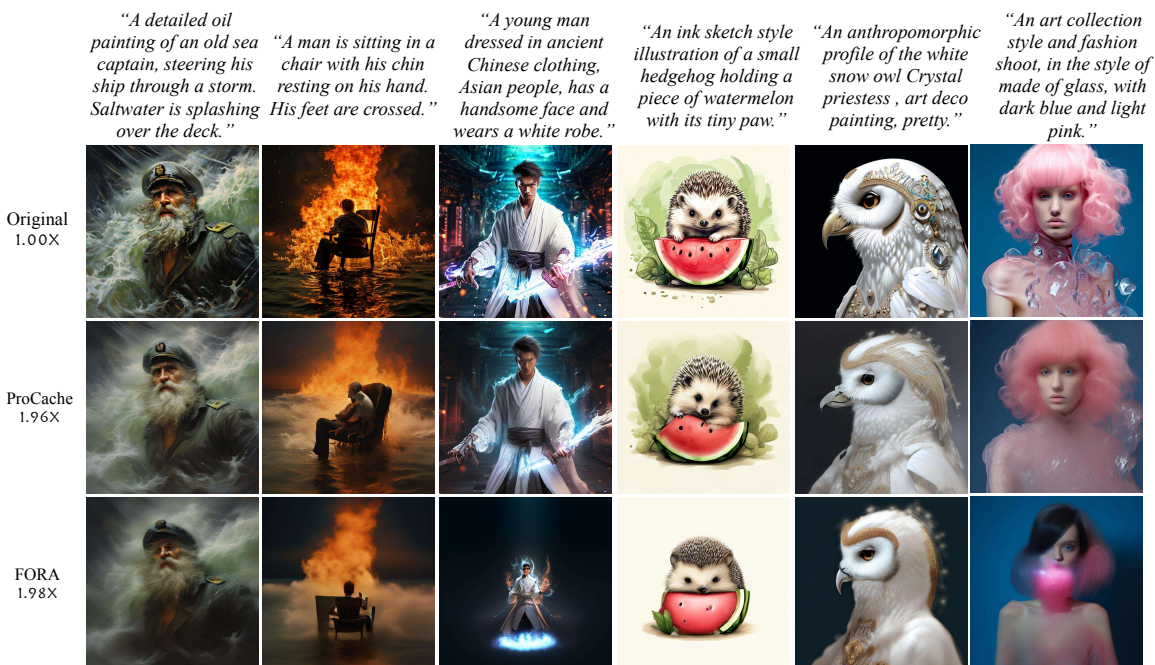 “A detailed oil
painting of an old sea
captain, steering his
ship through a storm.
Saltwater is splashing
over the deck.”
“A man is sitting in a
chair with his chin
resting on his hand.
His feet are crossed.”
“A young man
dressed in ancient
Chinese clothing,
Asian people, has a
handsome face and
wears a white robe.”
“An ink sketch style
illustration of a small
hedgehog holding a
piece of watermelon
with its tiny paw.”
“An anthropomorphic
profile of the white
snow owl Crystal
priestess , art deco
painting, pretty.”
“An art collection
style and fashion
shoot, in the style of
made of glass, with
dark blue and light
pink.”
Original
1.00X
ProCache
1.96X
FORA
1.98X